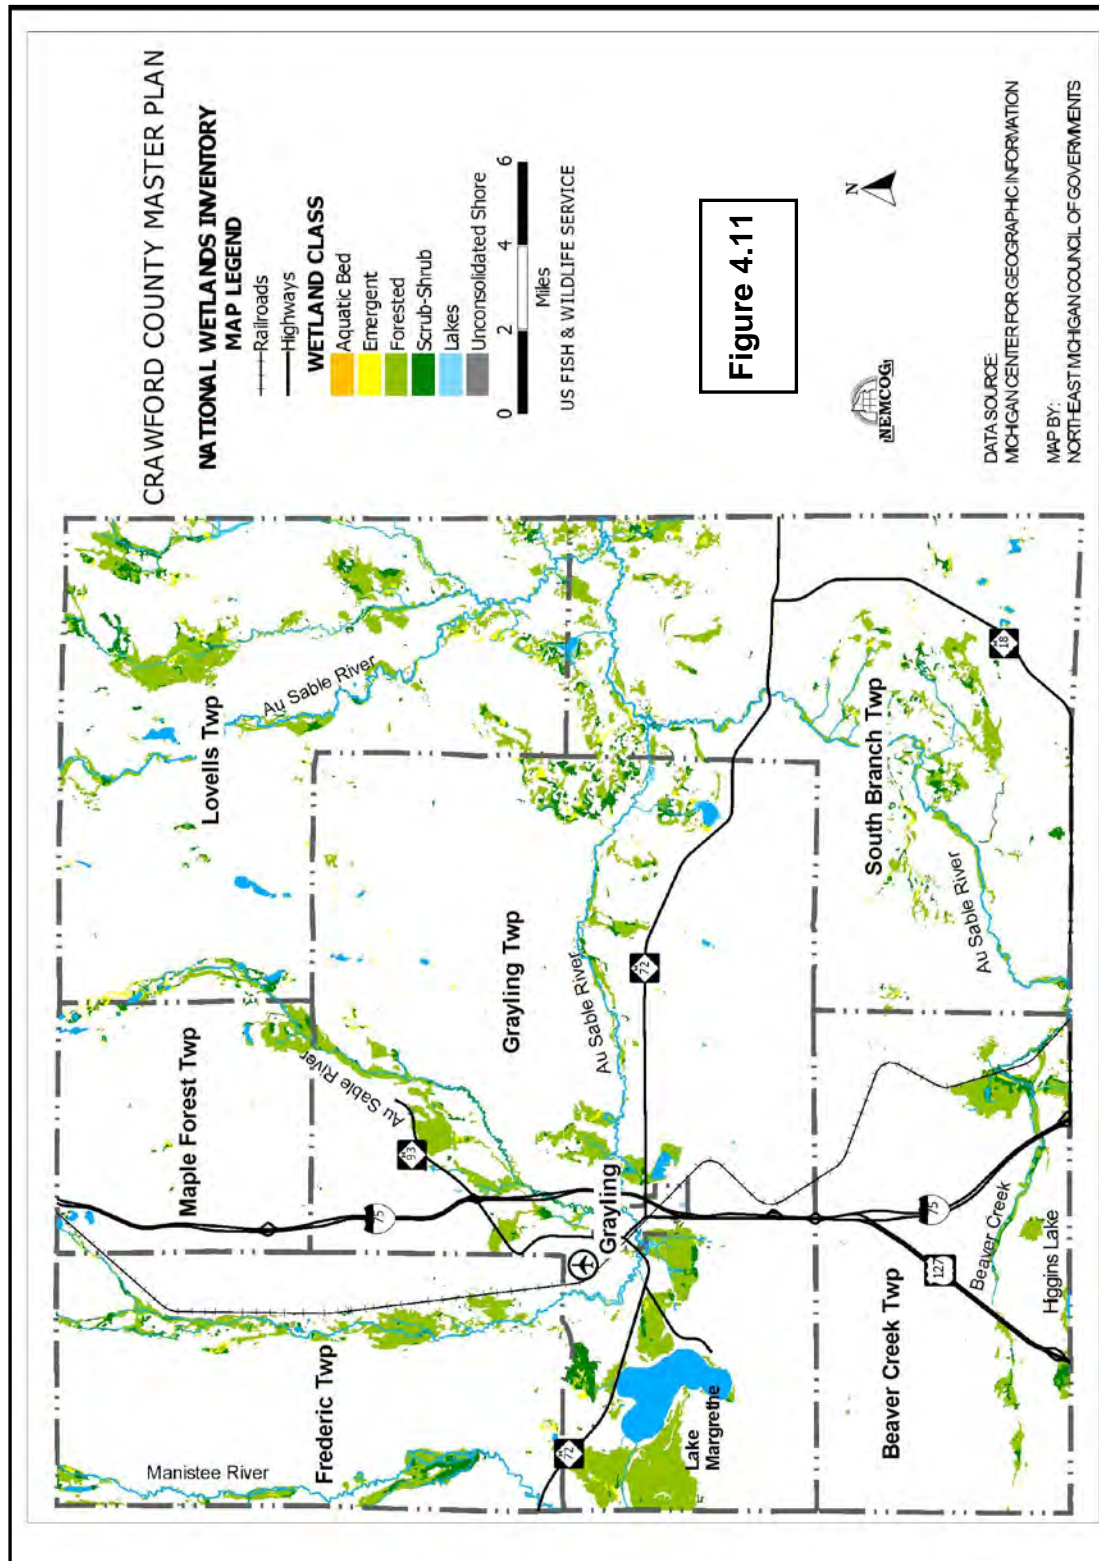 CRAWFORD COUNTY MASTER PLAN
NATIONAL WETLANDS INVENTORY
MAP LEGEND
Railroads
Highways
WETLAND CLASS
Aquatic Bed
Emergent
Forested
Scrub-Shrub
Lakes
Unconsolidated Shore
0 2 4 6
Miles
US FISH & WILDLIFE SERVICE
Figure 4.11
N
NEMCOG
DATA SOURCE:
MICHIGAN CENTER FOR GEOGRAPHIC INFORMATION
MAP BY:
NORTHEAST MICHIGAN COUNCIL OF GOVERNMENTS
Frederic Twp
Maple Forest Twp
Lovells Twp
Manistee River
Au Sable River
Au Sable River
M
93
75
Grayling Twp
Grayling
Au Sable River
M
72
M
72
Lake
Margrethe
Beaver Creek Twp
South Branch Twp
Au Sable River
127
75
Beaver Creek
Higgins Lake
M
18